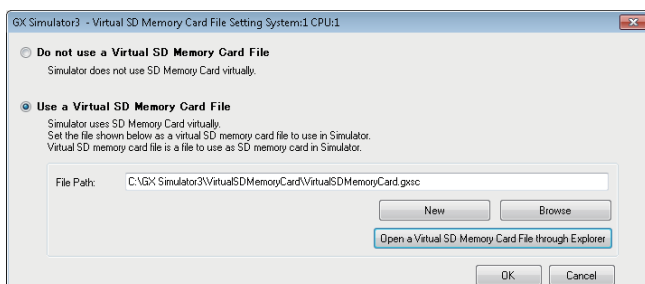 GX Simulator3 - Virtual SD Memory Card File Setting System:1 CPU:1
Do not use a Virtual SD Memory Card File
Simulator does not use SD Memory Card virtually.
Use a Virtual SD Memory Card File
Simulator uses SD Memory Card virtually.
Set the file shown below as a virtual SD memory card file to use in Simulator.
Virtual SD memory card file is a file to use as SD memory card in Simulator.
File Path: C:\GX Simulator3\VirtualSDMemoryCard\VirtualSDMemoryCard.gxsc
New Browse
Open a Virtual SD Memory Card File through Explorer
OK Cancel